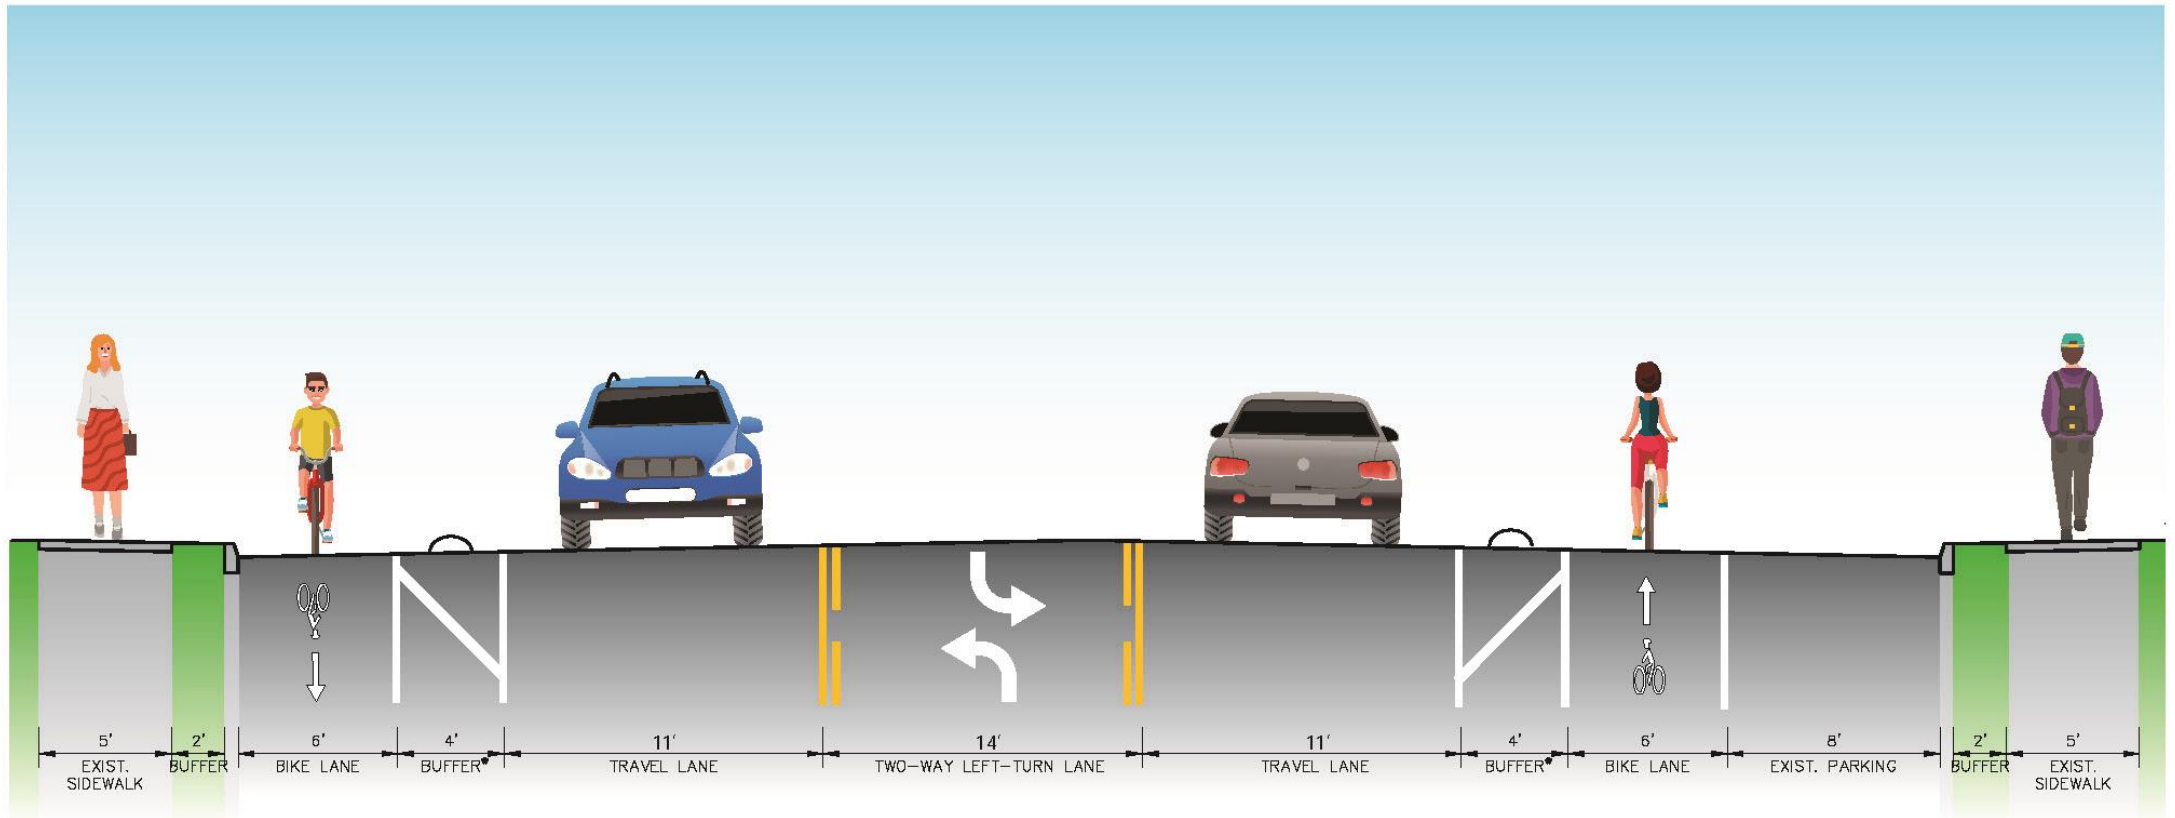 5' 2' 6' 4' 11' 14' 11' 4' 6' 8' 2' 5'
EXIST. BUFFER BIKE LANE BUFFER* TRAVEL LANE TWO-WAY LEFT-TURN LANE TRAVEL LANE BUFFER* BIKE LANE EXIST. PARKING BUFFER EXIST.
SIDEWALK SIDEWALK